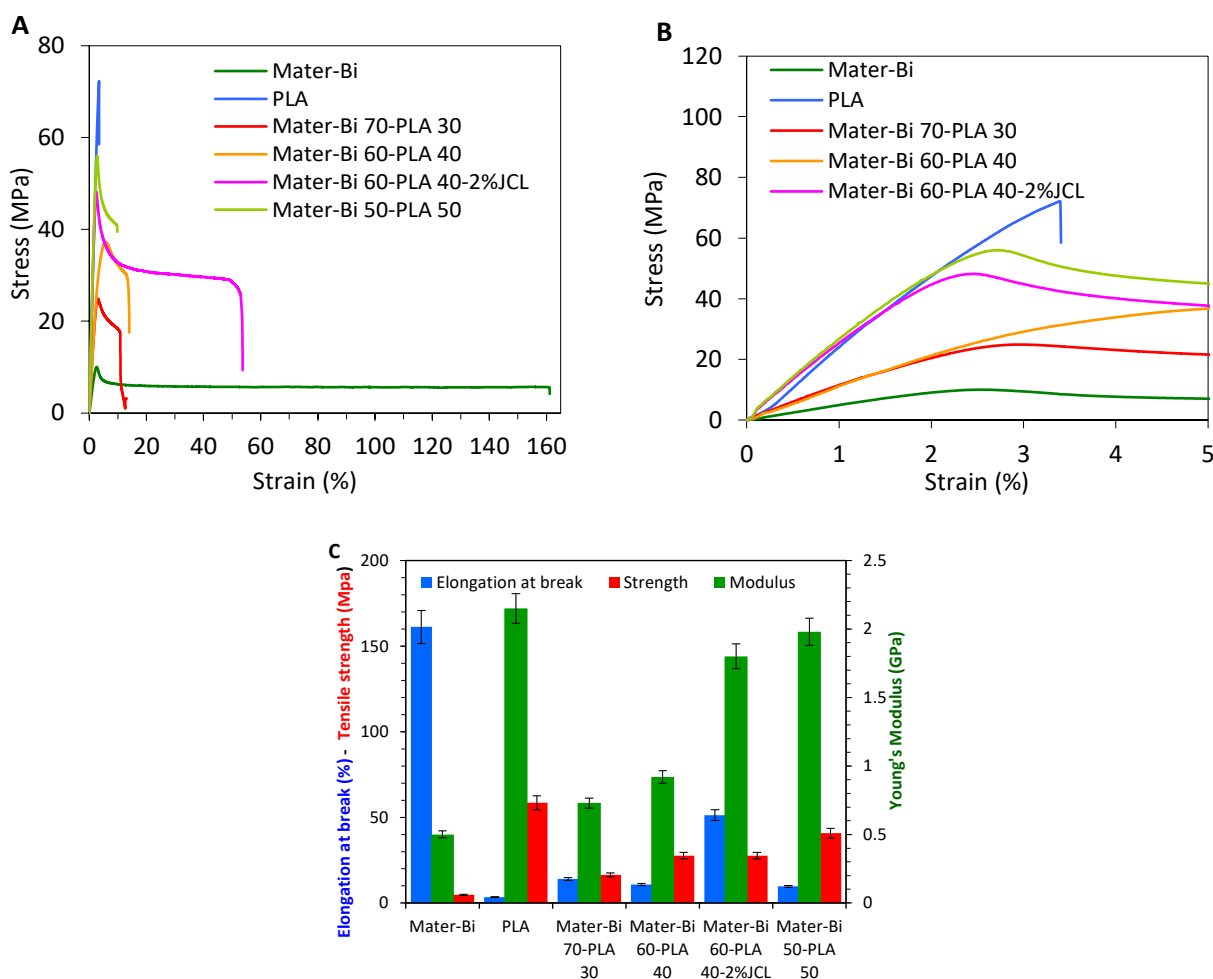 A
80
60
40
20
0
Stress (MPa)
Mater-Bi
PLA
Mater-Bi 70-PLA 30
Mater-Bi 60-PLA 40
Mater-Bi 60-PLA 40-2%JCL
Mater-Bi 50-PLA 50
0 20 40 60 80 100 120 140 160
Strain (%)
B
120
100
80
60
40
20
0
Stress (MPa)
Mater-Bi
PLA
Mater-Bi 70-PLA 30
Mater-Bi 60-PLA 40
Mater-Bi 60-PLA 40-2%JCL
0 1 2 3 4 5
Strain (%)
C
200
150
100
50
0
Elongation at break (%) - Tensile strength (Mpa)
Elongation at break Strength Modulus
2.5
2
1.5
1
0.5
0
Young's Modulus (GPa)
Mater-Bi PLA Mater-Bi Mater-Bi Mater-Bi Mater-Bi
70-PLA 60-PLA 60-PLA 50-PLA
30 40 40-2%JCL 50